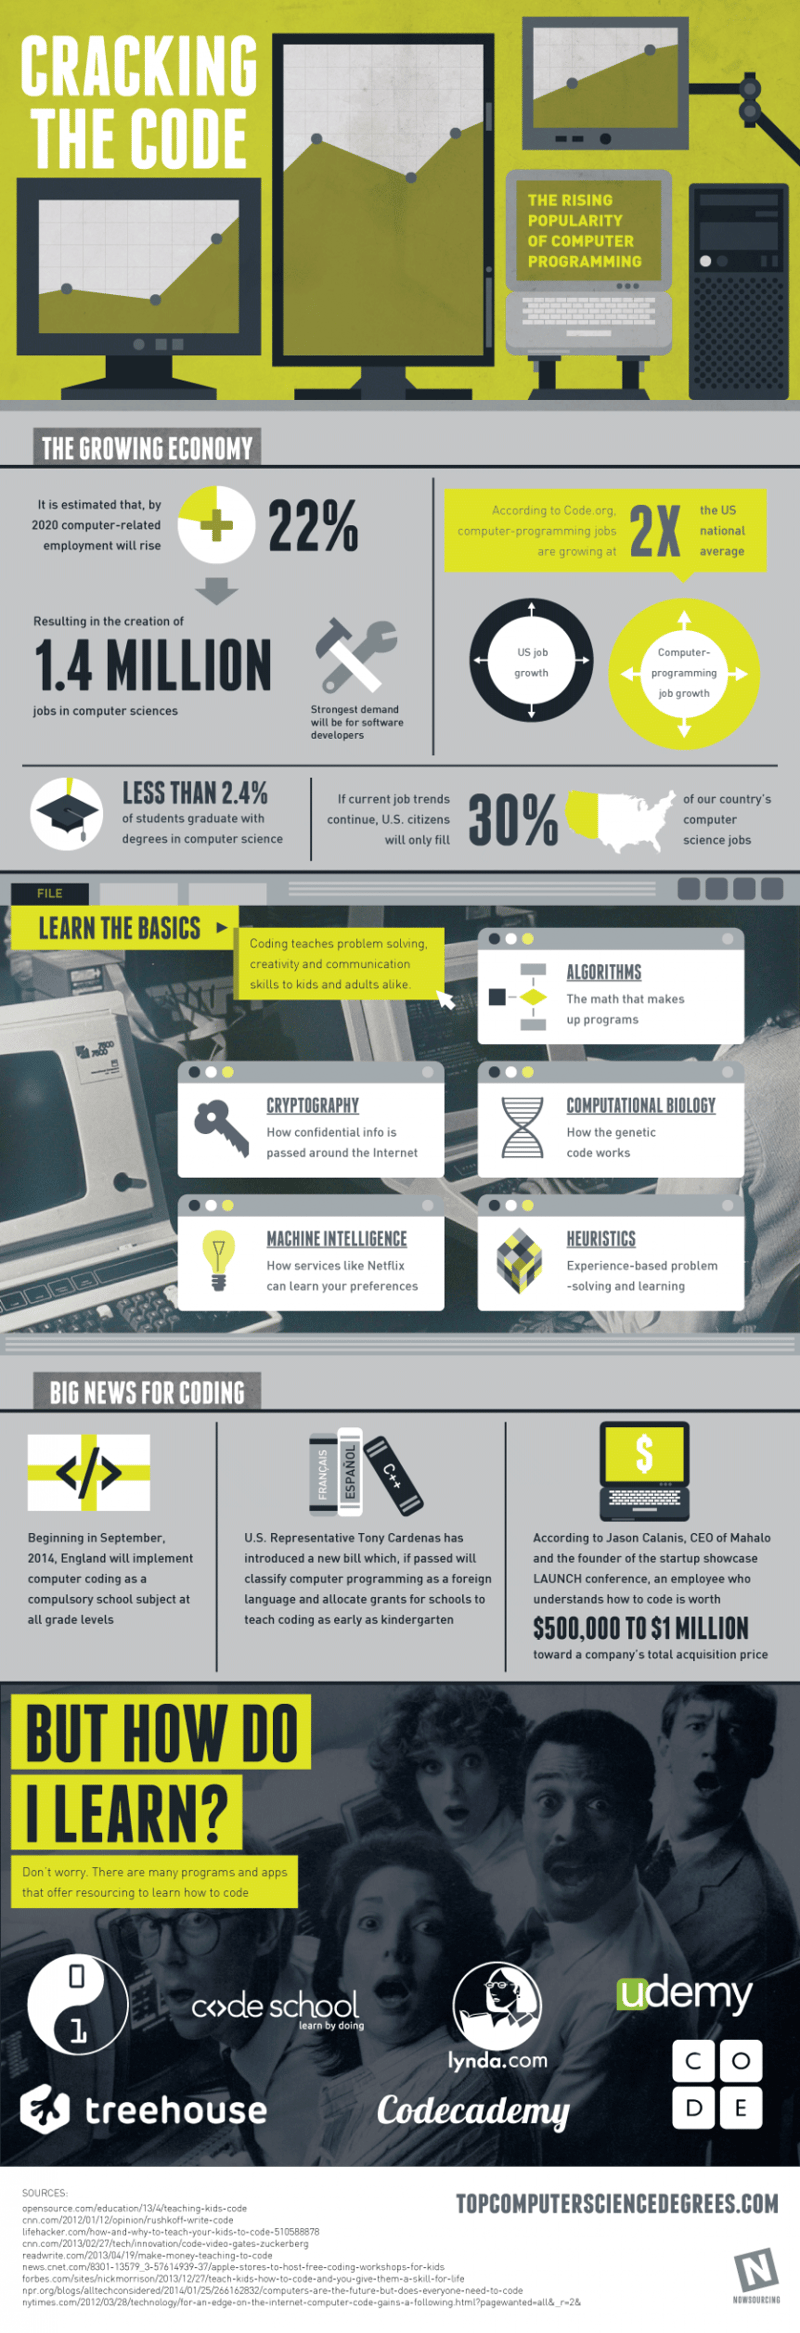 CRACKING
THE CODE
THE RISING
POPULARITY
OF COMPUTER
PROGRAMMING
THE GROWING ECONOMY
It is estimated that, by
2020 computer-related
employment will rise
22%
Resulting in the creation of
1.4 MILLION
jobs in computer sciences
Strongest demand
will be for software
developers
According to Code.org,
computer-programming jobs
are growing at
2X
the US
national
average
US job
growth
Computer-
programming
job growth
LESS THAN 2.4%
of students graduate with
degrees in computer science
If current job trends
continue, U.S. citizens
will only fill
30%
of our country's
computer
science jobs
FILE
LEARN THE BASICS
Coding teaches problem solving,
creativity and communication
skills to kids and adults alike.
ALGORITHMS
The math that makes
up programs
CRYPTOGRAPHY
How confidential info is
passed around the Internet
COMPUTATIONAL BIOLOGY
How the genetic
code works
MACHINE INTELLIGENCE
How services like Netflix
can learn your preferences
HEURISTICS
Experience-based problem
-solving and learning
BIG NEWS FOR CODING
</>
Beginning in September,
2014, England will implement
computer coding as a
compulsory school subject at
all grade levels
FRANÇAIS
ESPAÑOL
C++
U.S. Representative Tony Cardenas has
introduced a new bill which, if passed will
classify computer programming as a foreign
language and allocate grants for schools to
teach coding as early as kindergarten
$
According to Jason Calanis, CEO of Mahalo
and the founder of the startup showcase
LAUNCH conference, an employee who
understands how to code is worth
$500,000 TO $1 MILLION
toward a company's total acquisition price
BUT HOW DO
I LEARN?
Don't worry. There are many programs and apps
that offer resourcing to learn how to code
0
1
c<>de school
learn by doing
lynda.com
udemy
treehouse
Codecademy
C O
D E
SOURCES:
opensource.com/education/13/4/teaching-kids-code
cnn.com/2012/01/12/opinion/rushkoff-write-code
lifehacker.com/how-and-why-to-teach-your-kids-to-code-510588878
cnn.com/2013/02/27/tech/innovation/code-video-gates-zuckerberg
readwrite.com/2013/04/19/make-money-teaching-to-code
news.cnet.com/8301-13579_3-57614939-37/apple-stores-to-host-free-coding-workshops-for-kids
forbes.com/sites/nickmorrison/2013/12/27/teach-kids-how-to-code-and-you-give-them-a-skill-for-life
npr.org/blogs/alltechconsidered/2014/01/25/266162832/computers-are-the-future-but-does-everyone-need-to-code
nytimes.com/2012/03/28/technology/for-an-edge-on-the-internet-computer-code-gains-a-following.html?pagewanted=all&_r=2&
TOPCOMPUTERSCIENCEDEGREES.COM
N
NOWSOURCING